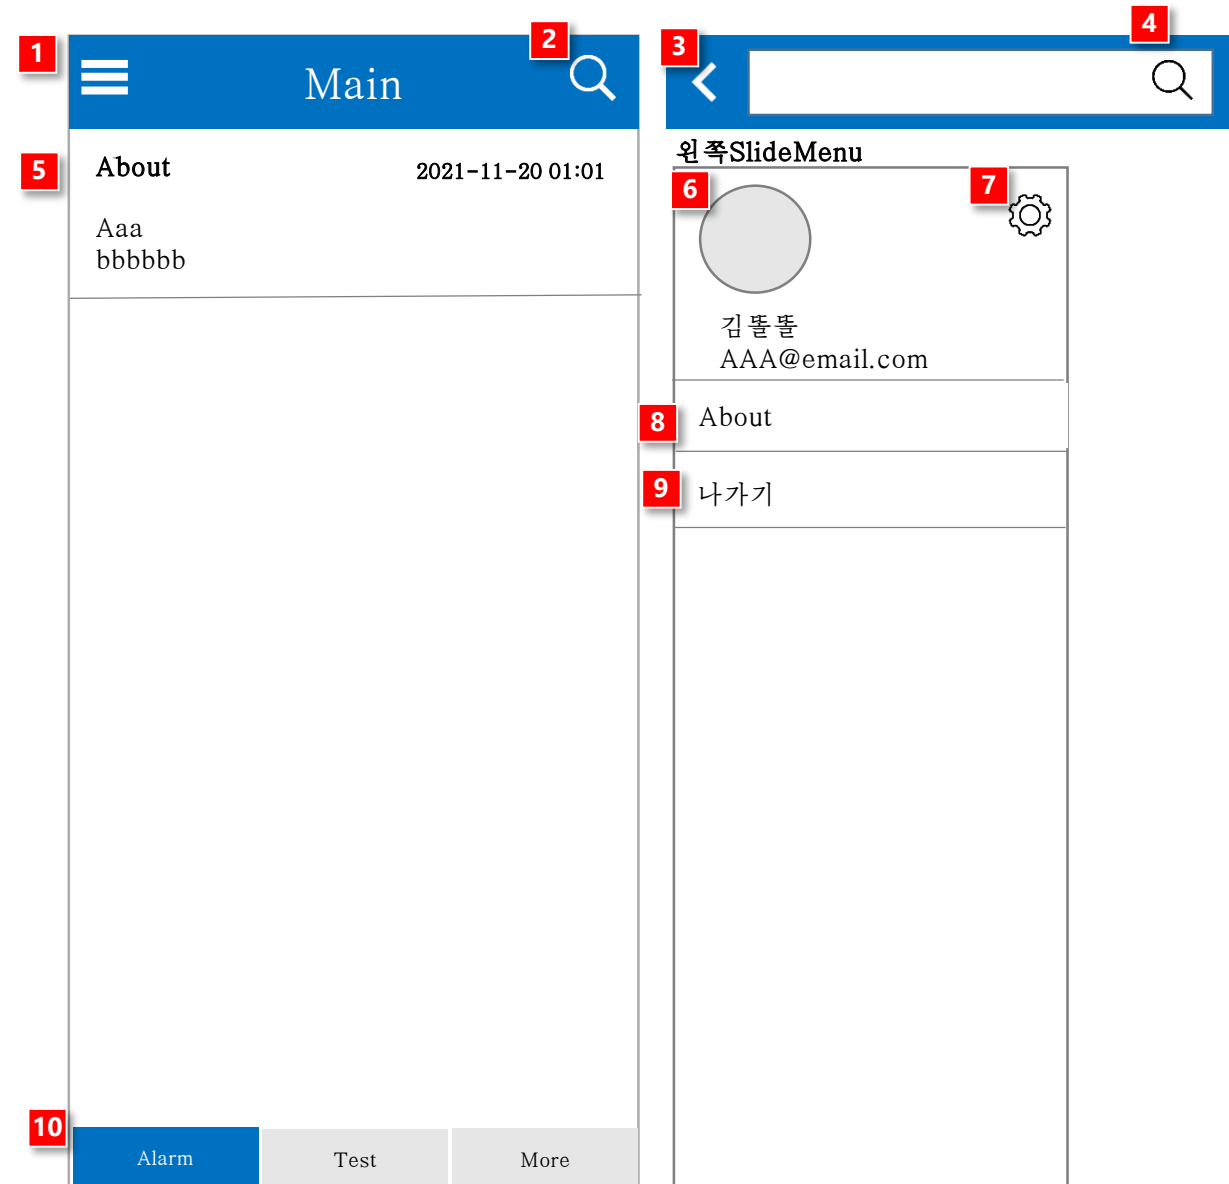 1
Main
2
5
About
2021-11-20 01:01
Aaa
bbbbbb
10
Alarm
Test
More
3
4
왼쪽SlideMenu
6
7
김똘똘
AAA@email.com
8
About
9
나가기